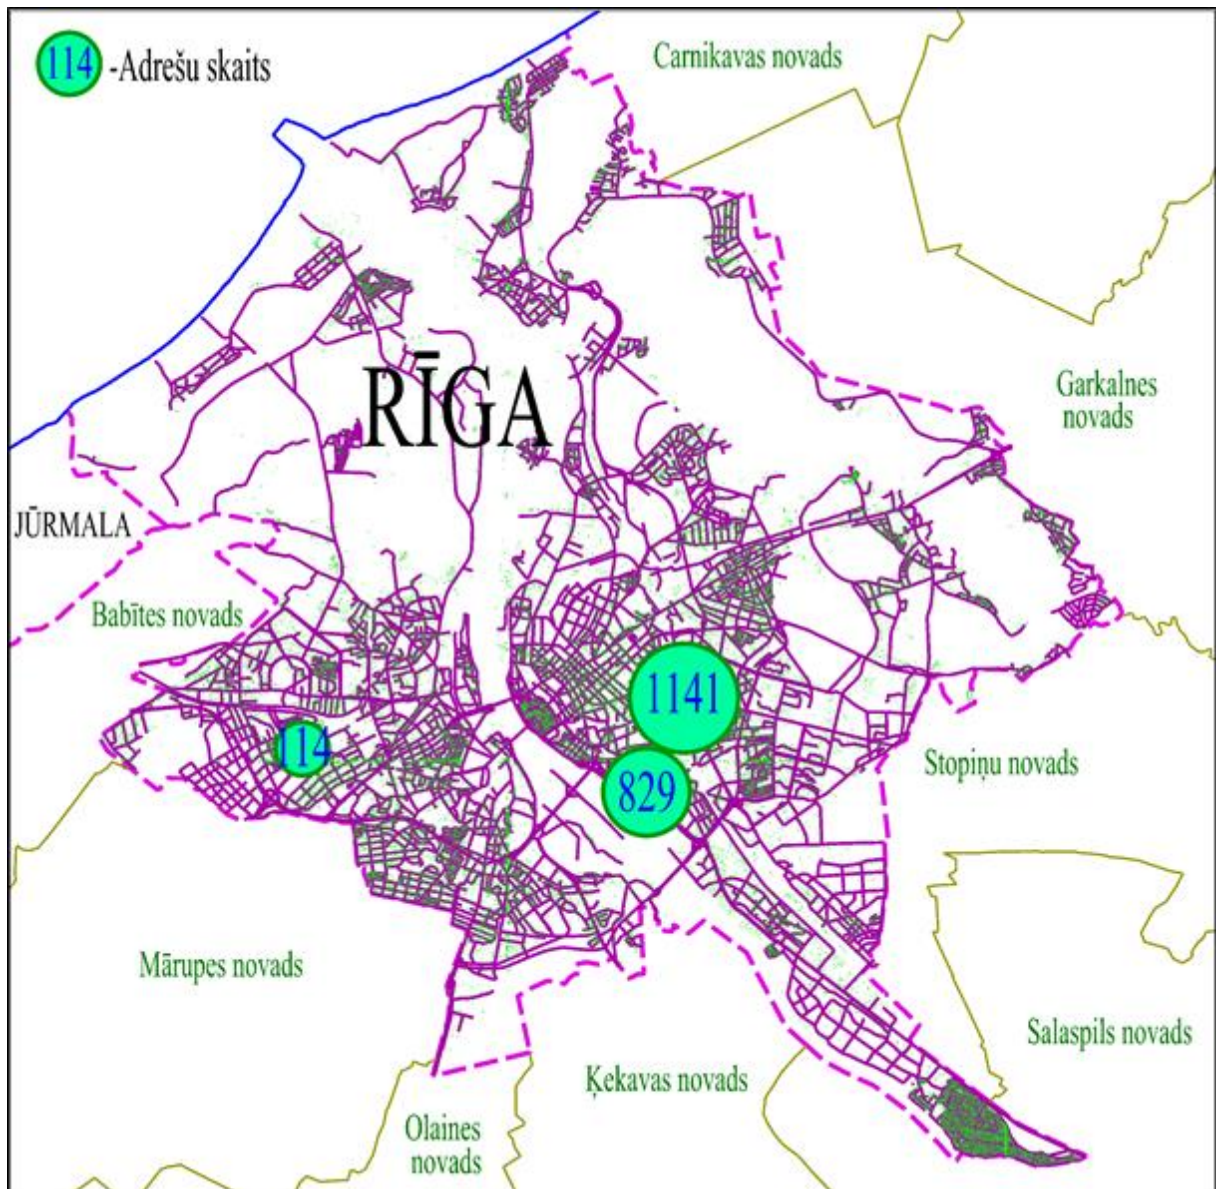 114 -Adrešu skaits
Carnikavas novads
RĪGA
Garkalnes
novads
JŪRMALA
Babītes novads
1141
114
829
Stopiņu novads
Mārupes novads
Salaspils novads
Ķekavas novads
Olaines
novads